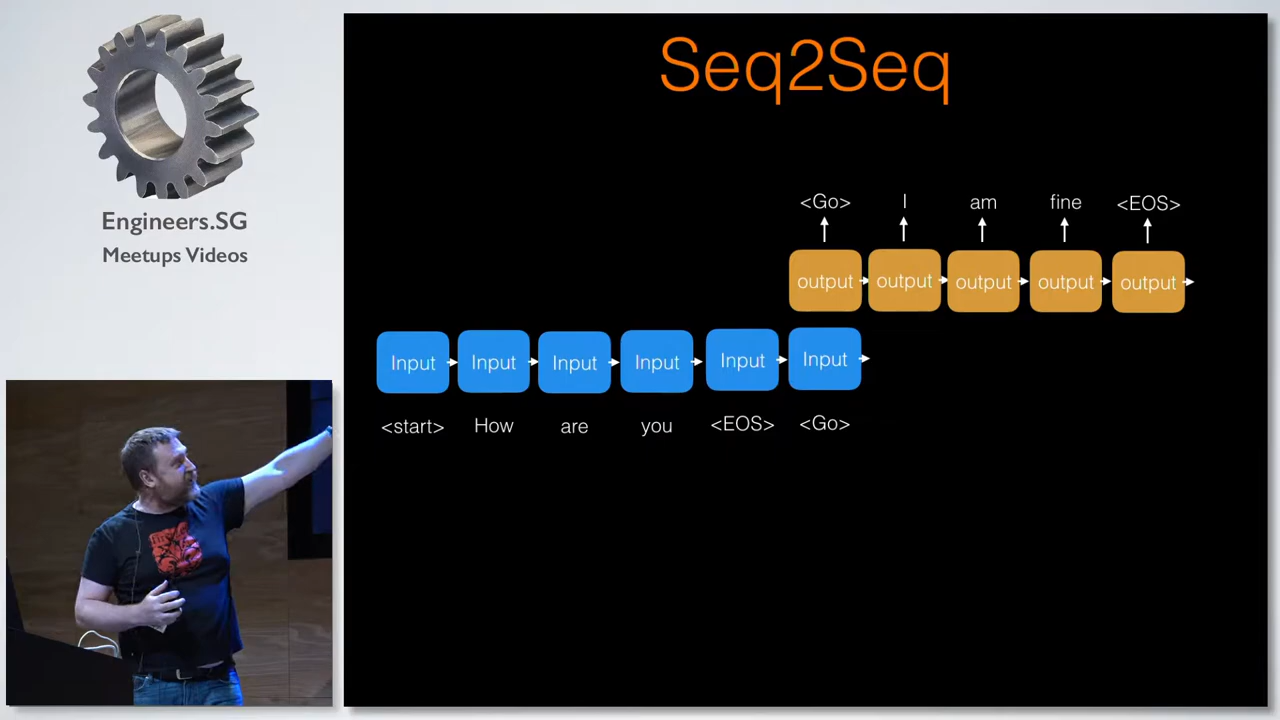 Engineers.SG
Meetups Videos
Seq2Seq
<Go> I am fine <EOS>
output output output output output
Input Input Input Input Input Input
<start> How are you <EOS> <Go>